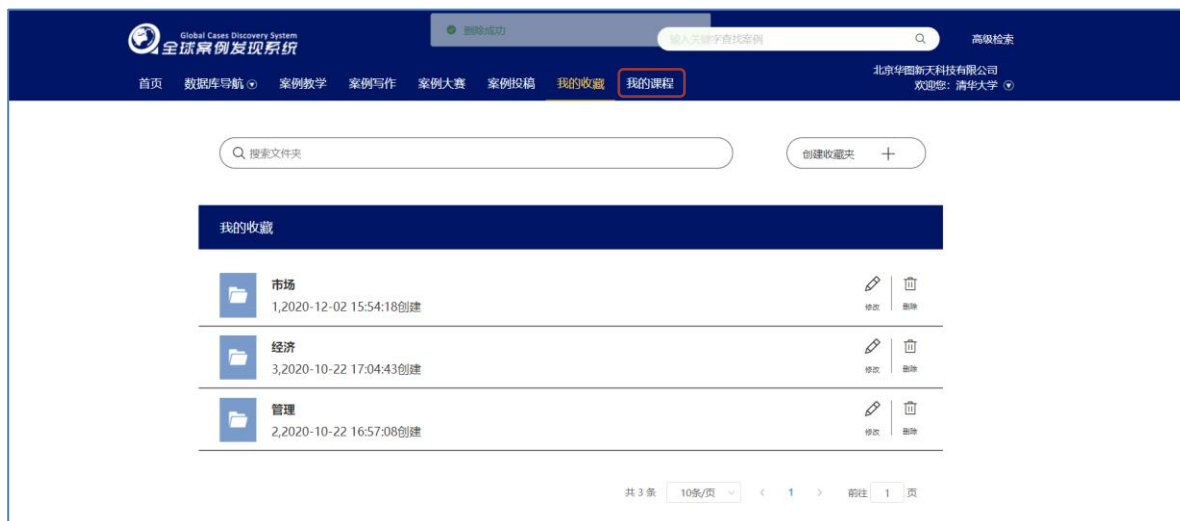 Global Cases Discovery System
全球案例发现系统
删除成功
输入关键字查找案例
高级检索
北京华图新天科技有限公司
欢迎您：清华大学
首页 数据库导航 案例教学 案例写作 案例大赛 案例投稿 我的收藏 我的课程
搜索文件夹
创建收藏夹
我的收藏
市场
1,2020-12-02 15:54:18创建
修改 删除
经济
3,2020-10-22 17:04:43创建
修改 删除
管理
2,2020-10-22 16:57:08创建
修改 删除
共 3 条 10条/页 < 1 > 前往 1 页